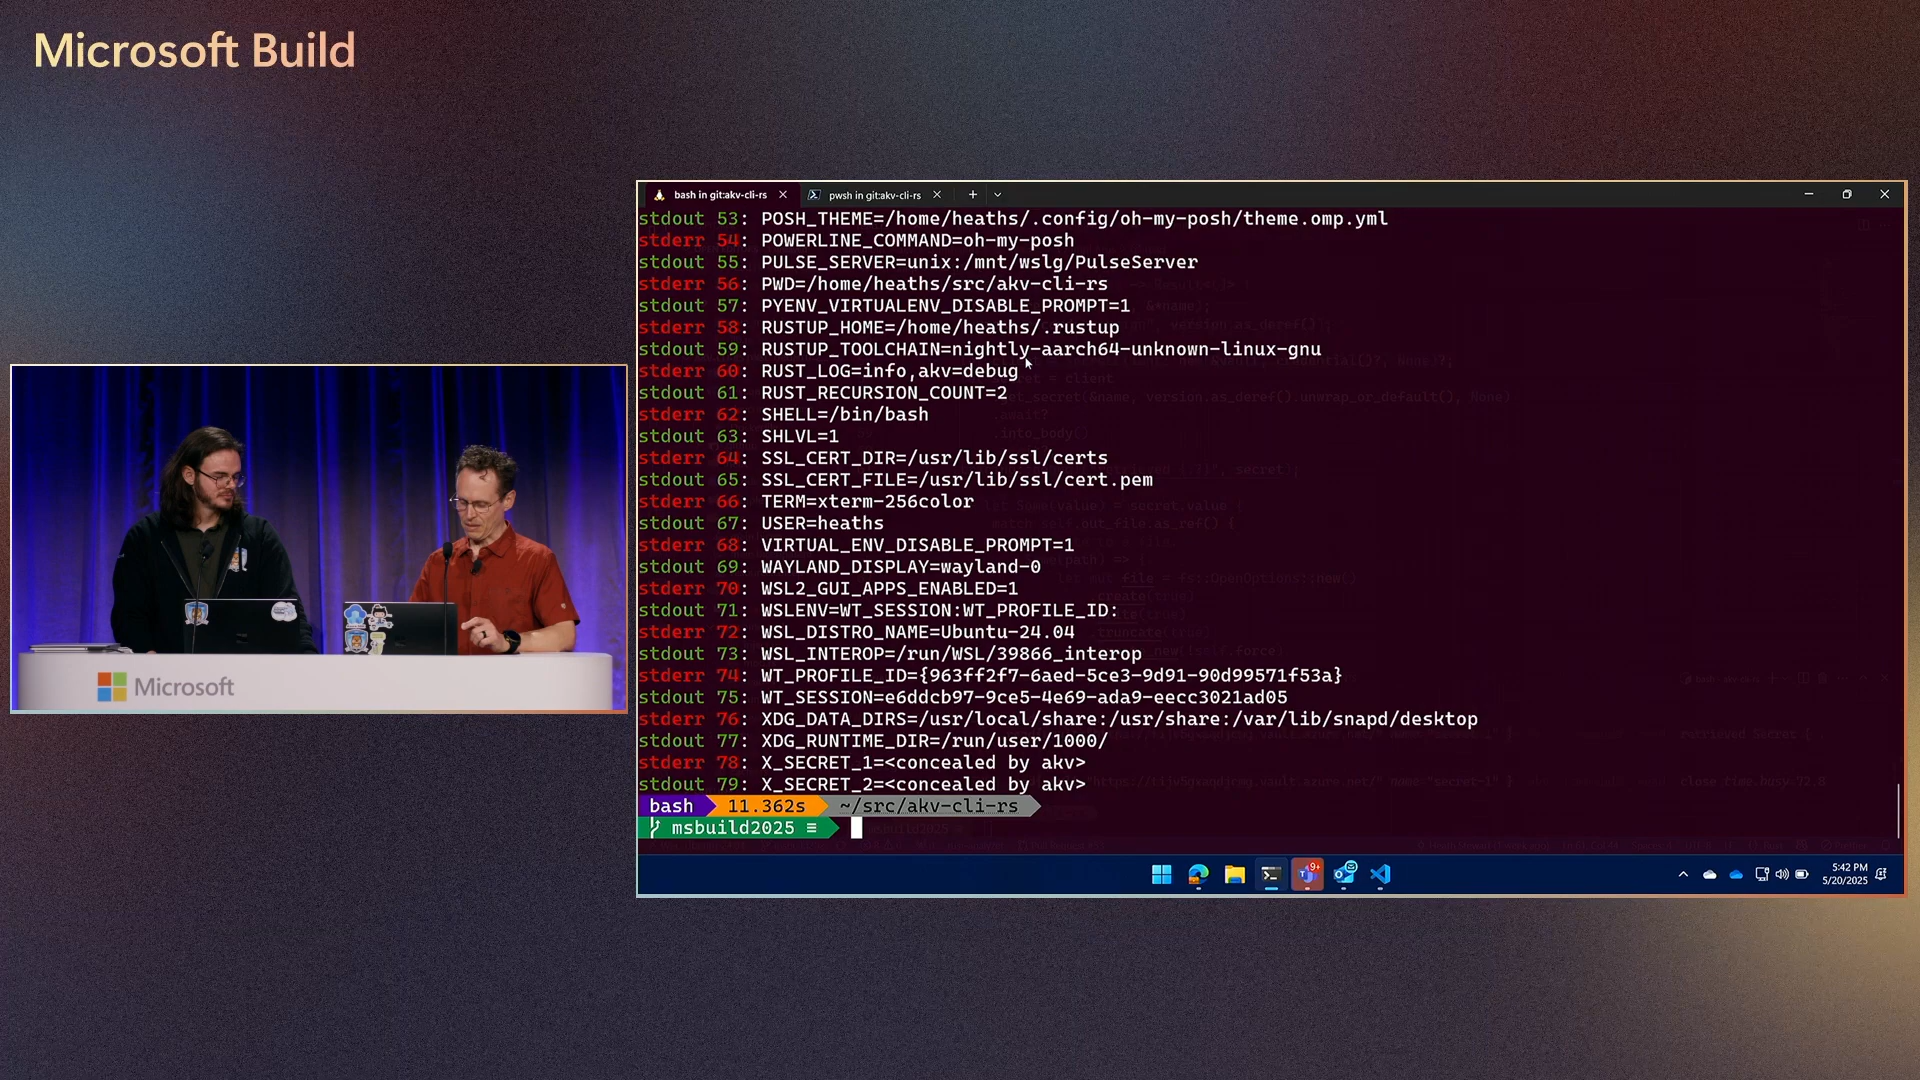 Microsoft Build
bash in git:akv-cli-rs
pwsh in git:akv-cli-rs
stdout 53: POSH_THEME=/home/heaths/.config/oh-my-posh/theme.omp.yml
stderr 54: POWERLINE_COMMAND=oh-my-posh
stdout 55: PULSE_SERVER=unix:/mnt/wslg/PulseServer
stderr 56: PWD=/home/heaths/src/akv-cli-rs
stdout 57: PYENV_VIRTUALENV_DISABLE_PROMPT=1
stderr 58: RUSTUP_HOME=/home/heaths/.rustup
stdout 59: RUSTUP_TOOLCHAIN=nightly-aarch64-unknown-linux-gnu
stderr 60: RUST_LOG=info,akv=debug
stdout 61: RUST_RECURSION_COUNT=2
stderr 62: SHELL=/bin/bash
stdout 63: SHLVL=1
stderr 64: SSL_CERT_DIR=/usr/lib/ssl/certs
stdout 65: SSL_CERT_FILE=/usr/lib/ssl/cert.pem
stderr 66: TERM=xterm-256color
stdout 67: USER=heaths
stderr 68: VIRTUAL_ENV_DISABLE_PROMPT=1
stdout 69: WAYLAND_DISPLAY=wayland-0
stderr 70: WSL2_GUI_APPS_ENABLED=1
stdout 71: WSLENV=WT_SESSION:WT_PROFILE_ID:
stderr 72: WSL_DISTRO_NAME=Ubuntu-24.04
stdout 73: WSL_INTEROP=/run/WSL/39866_interop
stderr 74: WT_PROFILE_ID={963ff2f7-6aed-5ce3-9d91-90d99571f53a}
stdout 75: WT_SESSION=e6ddcb97-9ce5-4e69-ada9-eecc3021ad05
stderr 76: XDG_DATA_DIRS=/usr/local/share:/usr/share:/var/lib/snapd/desktop
stdout 77: XDG_RUNTIME_DIR=/run/user/1000/
stderr 78: X_SECRET_1=<concealed by akv>
stdout 79: X_SECRET_2=<concealed by akv>
bash 11.362s ~/src/akv-cli-rs
msbuild2025 ≡
5:42 PM
5/20/2025
Microsoft